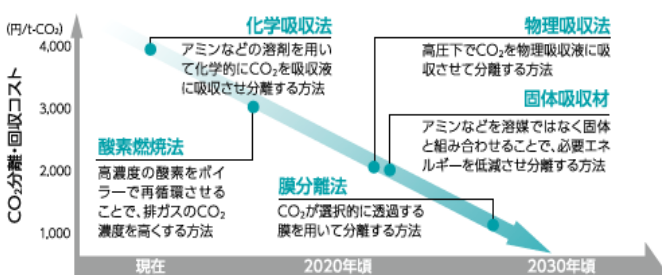 (円/t-CO₂)
CO₂分離・回収コスト
4,000
3,000
2,000
1,000
化学吸収法
アミンなどの溶剤を用い
て化学的にCO₂を吸収液
に吸収させ分離する方法
物理吸収法
高圧下でCO₂を物理吸収液に吸
収させて分離する方法
固体吸収材
アミンなどを溶媒ではなく固体
と組み合わせることで、必要エネ
ルギーを低減させ分離する方法
酸素燃焼法
高濃度の酸素をボイ
ラーで再循環させる
ことで、排ガスのCO₂
濃度を高くする方法
膜分離法
CO₂が選択的に透過する
膜を用いて分離する方法
現在
2020年頃
2030年頃